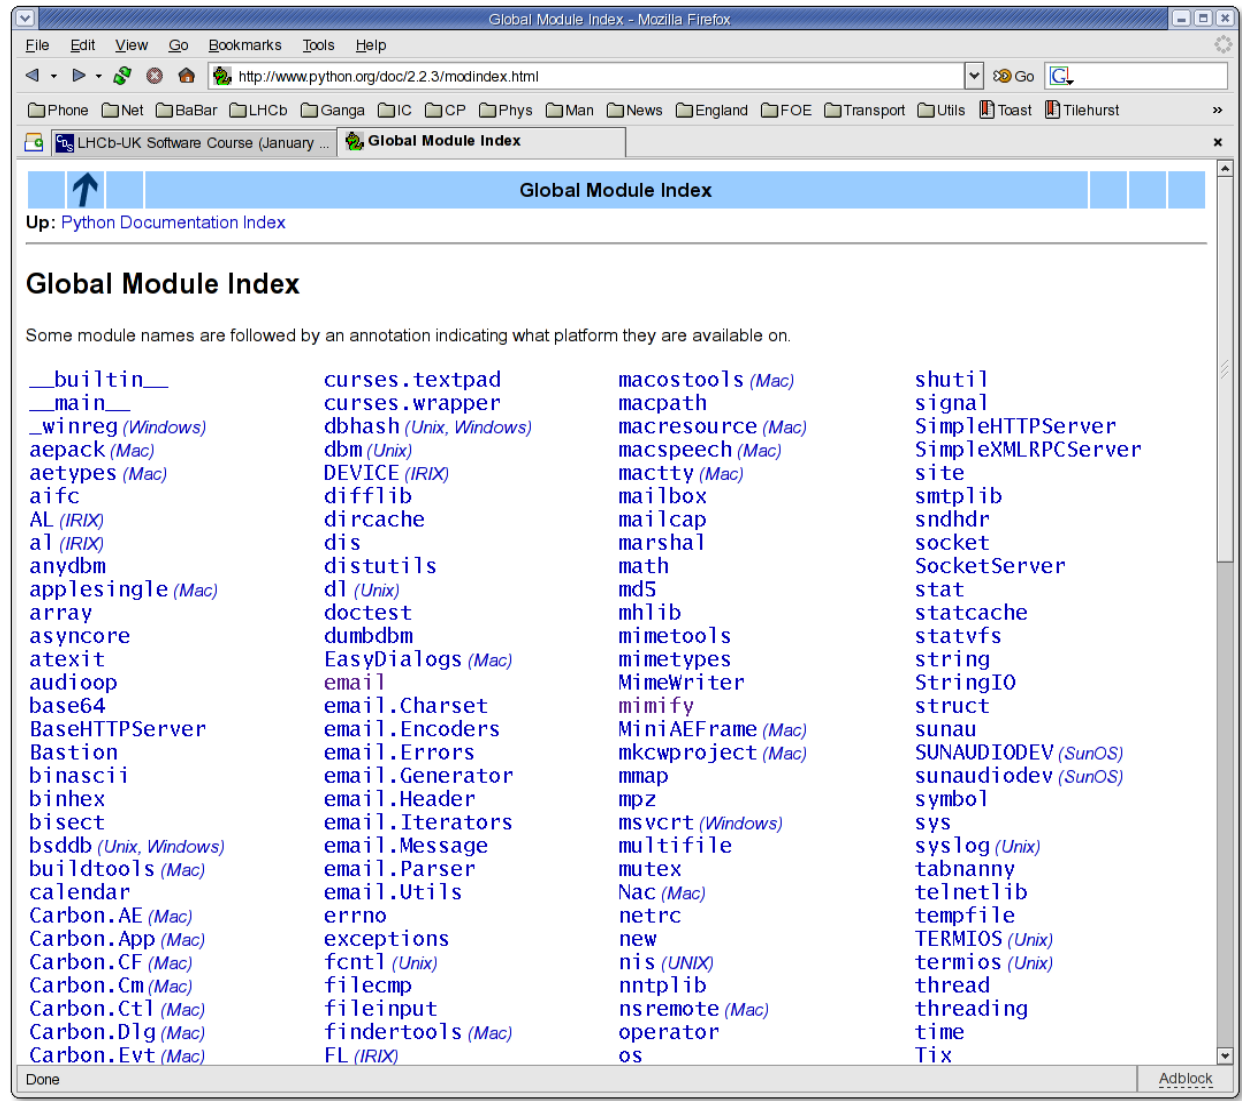 Global Module Index - Mozilla Firefox
File Edit View Go Bookmarks Tools Help
http://www.python.org/doc/2.2.3/modindex.html Go G
Phone Net BaBar LHCb Ganga IC CP Phys Man News England FOE Transport Utils Toast Tilehurst »
LHCb-UK Software Course (January ... Global Module Index
Global Module Index
Up: Python Documentation Index
Global Module Index
Some module names are followed by an annotation indicating what platform they are available on.
__builtin__
__main__
_winreg (Windows)
aepack (Mac)
aetypes (Mac)
aifc
AL (IRIX)
al (IRIX)
anydbm
applesingle (Mac)
array
asyncore
atexit
audioop
base64
BaseHTTPServer
Bastion
binascii
binhex
bisect
bsddb (Unix, Windows)
buildtools (Mac)
calendar
Carbon.AE (Mac)
Carbon.App (Mac)
Carbon.CF (Mac)
Carbon.Cm (Mac)
Carbon.Ctl (Mac)
Carbon.Dlg (Mac)
Carbon.Evt (Mac)
curses.textpad
curses.wrapper
dbhash (Unix, Windows)
dbm (Unix)
DEVICE (IRIX)
difflib
dircache
dis
distutils
dl (Unix)
doctest
dumbdbm
EasyDialogs (Mac)
email
email.Charset
email.Encoders
email.Errors
email.Generator
email.Header
email.Iterators
email.Message
email.Parser
email.Utils
errno
exceptions
fcntl (Unix)
filecmp
fileinput
findertools (Mac)
FL (IRIX)
macostools (Mac)
macpath
macresource (Mac)
macspeech (Mac)
mactty (Mac)
mailbox
mailcap
marshal
math
md5
mhlib
mimetools
mimetypes
MimeWriter
mimify
MiniAEFrame (Mac)
mkcwproject (Mac)
mmap
mpz
msvcrt (Windows)
multifile
mutex
Nac (Mac)
netrc
new
nis (UNIX)
nntplib
nsremote (Mac)
operator
os
shutil
signal
SimpleHTTPServer
SimpleXMLRPCServer
site
smtplib
sndhdr
socket
SocketServer
stat
statcache
statvfs
string
StringIO
struct
sunau
SUNAUDIODEV (SunOS)
sunaudiodev (SunOS)
symbol
sys
syslog (Unix)
tabnanny
telnetlib
tempfile
TERMIOS (Unix)
termios (Unix)
thread
threading
time
Tix
Done Adblock